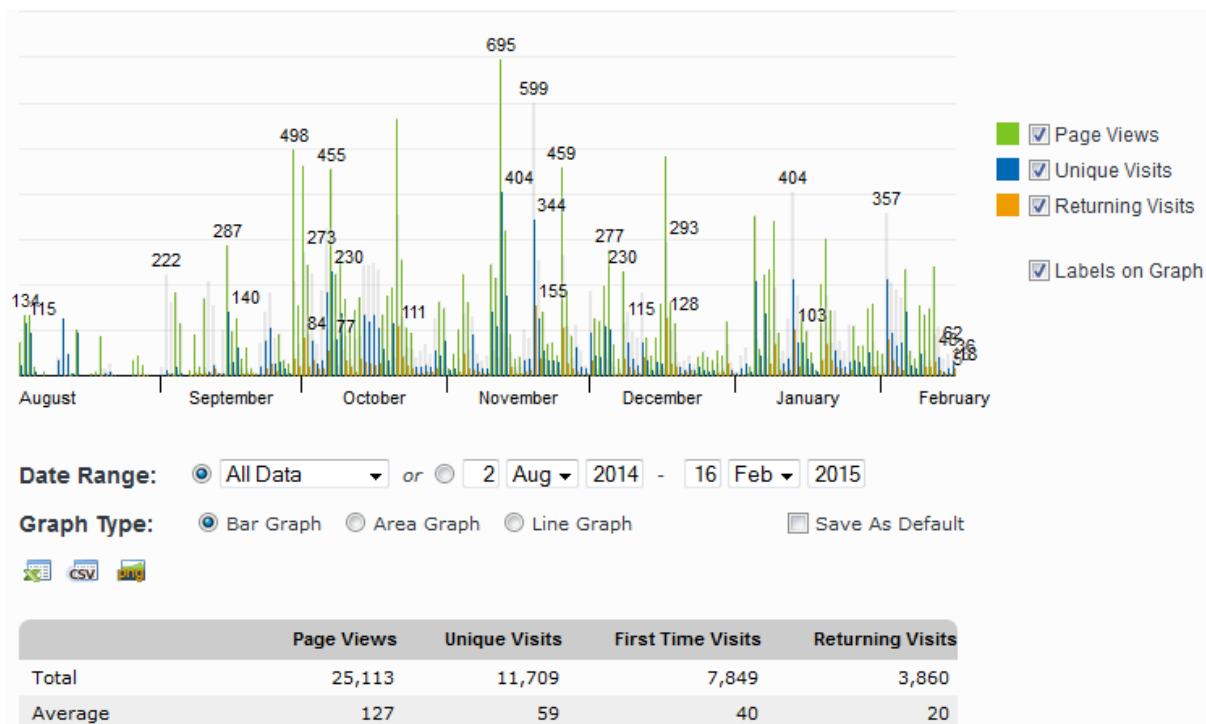 695
599
498
455
459
404
404
357
344
287
273
277
293
222
230
230
134
115
140
155
115
128
111
103
84
77
62
36
18
August September October November December January February
Page Views
Unique Visits
Returning Visits
Labels on Graph
Date Range: All Data or 2 Aug 2014 - 16 Feb 2015
Graph Type: Bar Graph Area Graph Line Graph Save As Default
CSV png
Page Views Unique Visits First Time Visits Returning Visits
Total 25,113 11,709 7,849 3,860
Average 127 59 40 20